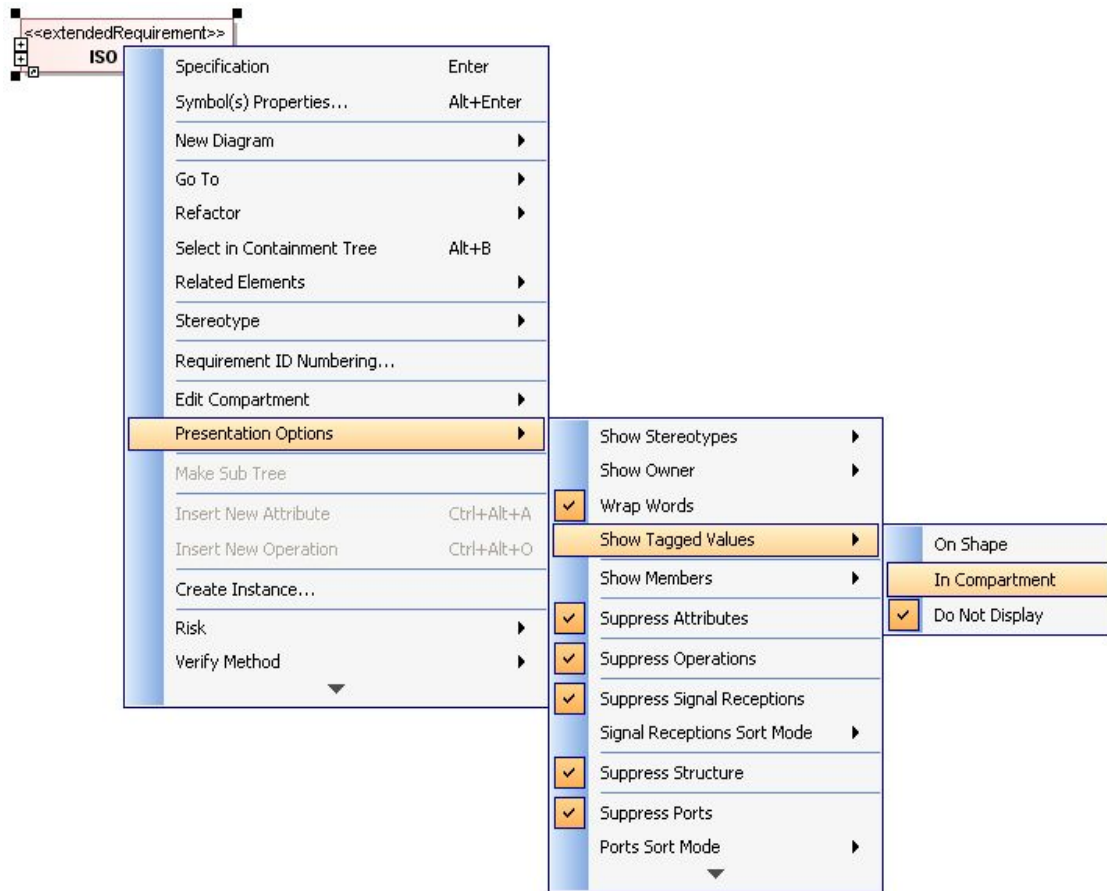 <<extendedRequirement>>
ISO
Specification Enter
Symbol(s) Properties... Alt+Enter
New Diagram
Go To
Refactor
Select in Containment Tree Alt+B
Related Elements
Stereotype
Requirement ID Numbering...
Edit Compartment
Presentation Options
Make Sub Tree
Insert New Attribute Ctrl+Alt+A
Insert New Operation Ctrl+Alt+O
Create Instance...
Risk
Verify Method
Show Stereotypes
Show Owner
Wrap Words
Show Tagged Values
Show Members
Suppress Attributes
Suppress Operations
Suppress Signal Receptions
Signal Receptions Sort Mode
Suppress Structure
Suppress Ports
Ports Sort Mode
On Shape
In Compartment
Do Not Display